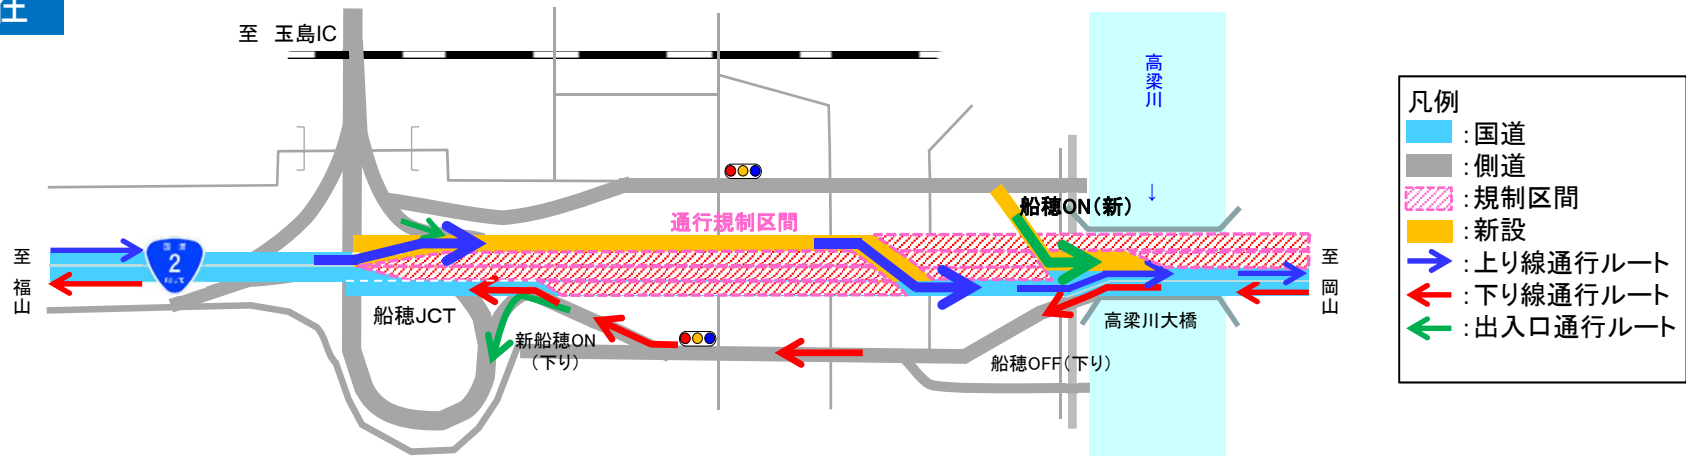 至 玉島IC
高梁川
↓
凡例
:国道
:側道
:規制区間
:新設
:上り線通行ルート
:下り線通行ルート
:出入口通行ルート
船穂ON(新)
通行規制区間
至 福山
国道
2
ROUTE
至 岡山
船穂JCT
新船穂ON
(下り)
船穂OFF(下り)
高梁川大橋